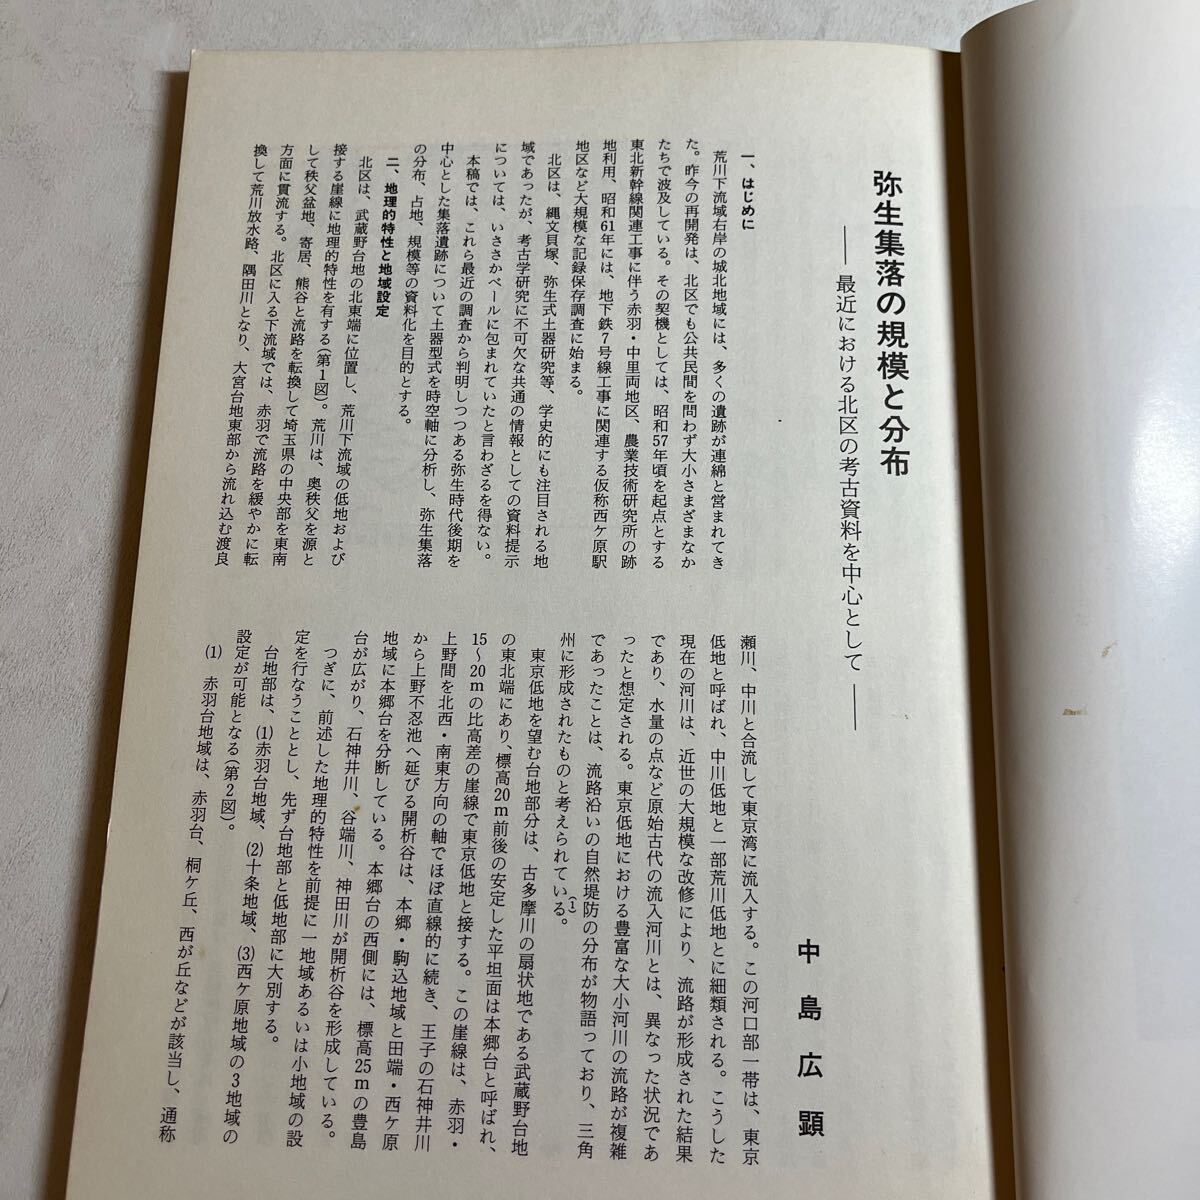 弥生集落の規模と分布
――最近における北区の考古資料を中心として――
中島広顕
一、はじめに
荒川下流域右岸の城北地域には、多くの遺跡が連綿と営まれてき
た。昨今の再開発は、北区でも公共民間を問わず大小さまざまなか
たちで波及している。その契機としては、昭和57年頃を起点とする
東北新幹線関連工事に伴う赤羽・中里両地区、農業技術研究所の跡
地利用、昭和61年には、地下鉄7号線工事に関連する仮称西ケ原駅
地区など大規模な記録保存調査に始まる。
北区は、縄文貝塚、弥生式土器研究等、学史的にも注目される地
域であったが、考古学研究に不可欠な共通の情報としての資料提示
については、いささかベールに包まれていたと言わざるを得ない。
本稿では、これら最近の調査から判明しつつある弥生時代後期を
中心とした集落遺跡について土器型式を時空軸に分析し、弥生集落
の分布、占地、規模等の資料化を目的とする。
二、地理的特性と地域設定
北区は、武蔵野台地の北東端に位置し、荒川下流域の低地および
接する崖線に地理的特性を有する(第1図)。荒川は、奥秩父を源と
して秩父盆地、寄居、熊谷と流路を転換して埼玉県の中央部を東南
方面に貫流する。北区に入る下流域では、赤羽で流路を緩やかに転
換して荒川放水路、隅田川となり、大宮台地東部から流れ込む渡良
瀬川、中川と合流して東京湾に流入する。この河口部一帯は、東京
低地と呼ばれ、中川低地と一部荒川低地とに細類される。こうした
現在の河川は、近世の大規模な改修により、流路が形成された結果
であり、水量の点など原始古代の流入河川とは、異なった状況であ
ったと想定される。東京低地における豊富な大小河川の流路が複雑
であったことは、流路沿いの自然堤防の分布が物語っており、三角
州に形成されたものと考えられている。(1)
東京低地を望む台地部分は、古多摩川の扇状地である武蔵野台地
の東北端にあり、標高20m前後の安定した平坦面は本郷台と呼ばれ、
15〜20mの比高差の崖線で東京低地と接する。この崖線は、赤羽・
上野間を北西・南東方向の軸でほぼ直線的に続き、王子の石神井川
から上野不忍池へ延びる開析谷は、本郷・駒込地域と田端・西ケ原
地域に本郷台を分断している。本郷台の西側には、標高25mの豊島
台が広がり、石神井川、谷端川、神田川が開析谷を形成している。
つぎに、前述した地理的特性を前提に一地域あるいは小地域の設
定を行なうこととし、先ず台地部と低地部に大別する。
台地部は、(1)赤羽台地域、(2)十条地域、(3)西ケ原地域の3地域の
設定が可能となる(第2図)。
(1) 赤羽台地域は、赤羽台、桐ケ丘、西が丘などが該当し、通称